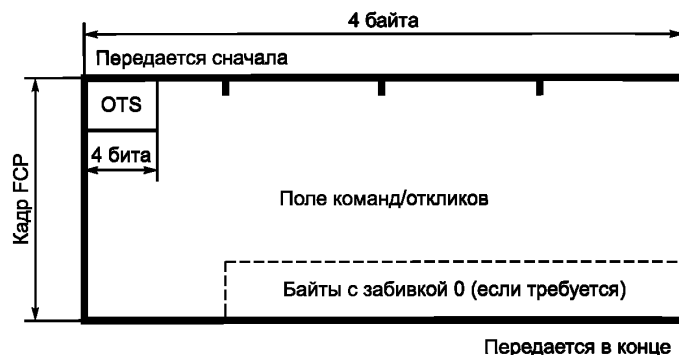 4 байта
Передается сначала
OTS
4 бита
Кадр FCP
Поле команд/откликов
Байты с забивкой 0 (если требуется)
Передается в конце